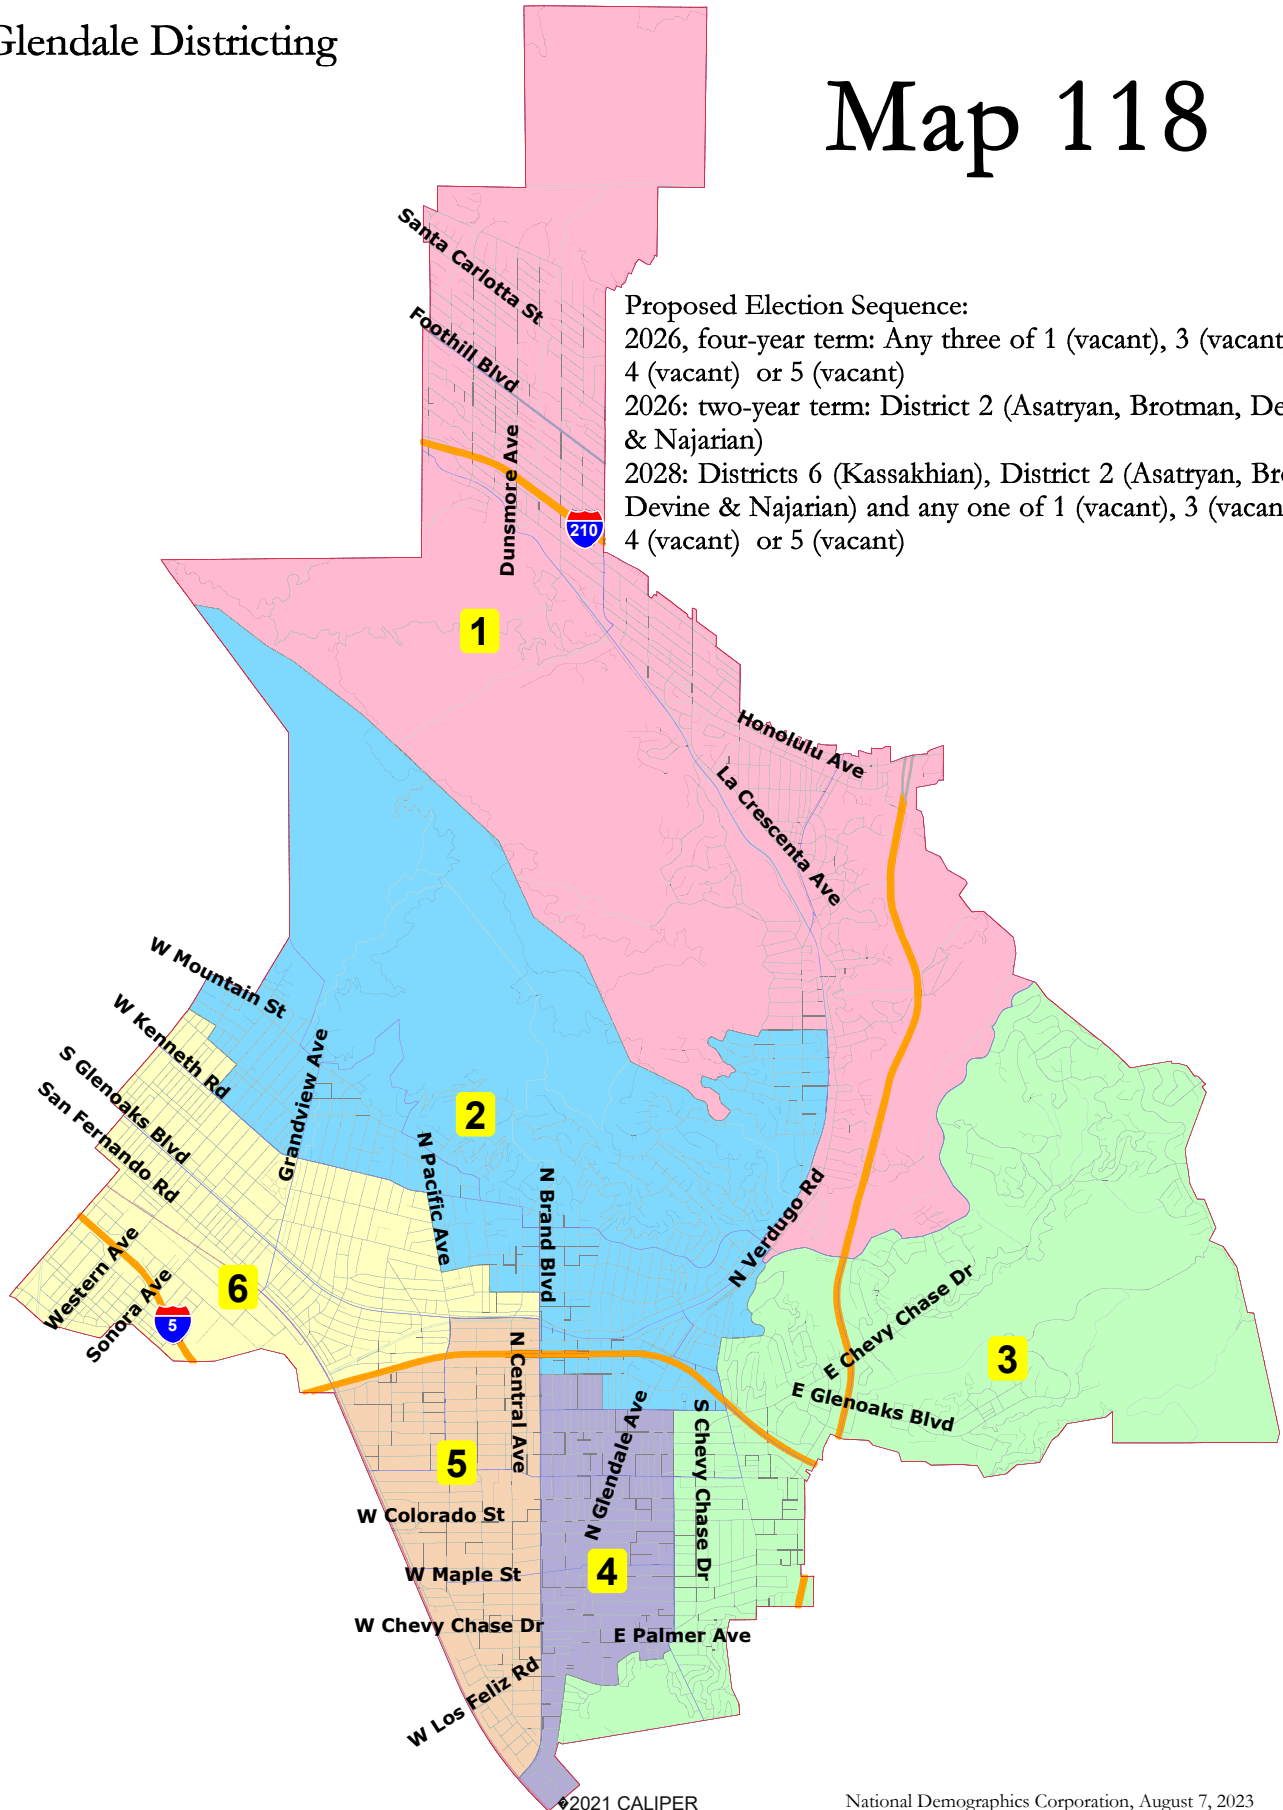 Glendale Districting
Map 118
Proposed Election Sequence:
2026, four-year term: Any three of 1 (vacant), 3 (vacant
4 (vacant) or 5 (vacant)
2026: two-year term: District 2 (Asatryan, Brotman, De
& Najarian)
2028: Districts 6 (Kassakhian), District 2 (Asatryan, Br
Devine & Najarian) and any one of 1 (vacant), 3 (vacan
4 (vacant) or 5 (vacant)
Santa Carlotta St
Foothill Blvd
Dunsmore Ave
210
1
Honolulu Ave
La Crescenta Ave
W Mountain St
W Kenneth Rd
S Glenoaks Blvd
San Fernando Rd
Grandview Ave
2
N Pacific Ave
N Brand Blvd
N Verdugo Rd
Western Ave
Sonora Ave
6
5
E Chevy Chase Dr
3
E Glenoaks Blvd
N Central Ave
N Glendale Ave
S Chevy Chase Dr
5
W Colorado St
4
W Maple St
W Chevy Chase Dr
E Palmer Ave
W Los Feliz Rd
©2021 CALIPER
National Demographics Corporation, August 7, 2023